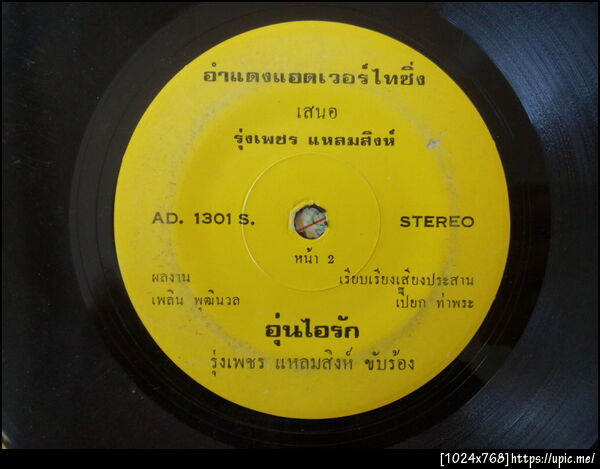 อำแดงแอดเวอร์ไทซิ่ง
เสนอ
รุ่งเพชร แหลมสิงห์
AD. 1301 S.
STEREO
หน้า 2
ผลงาน
เพลิน พุฒินวล
เรียบเรียงเสียงประสาน
เปี๊ยก ท่าพระ
อุ่นไอรัก
รุ่งเพชร แหลมสิงห์ ขับร้อง
[1024x768]https://upic.me/